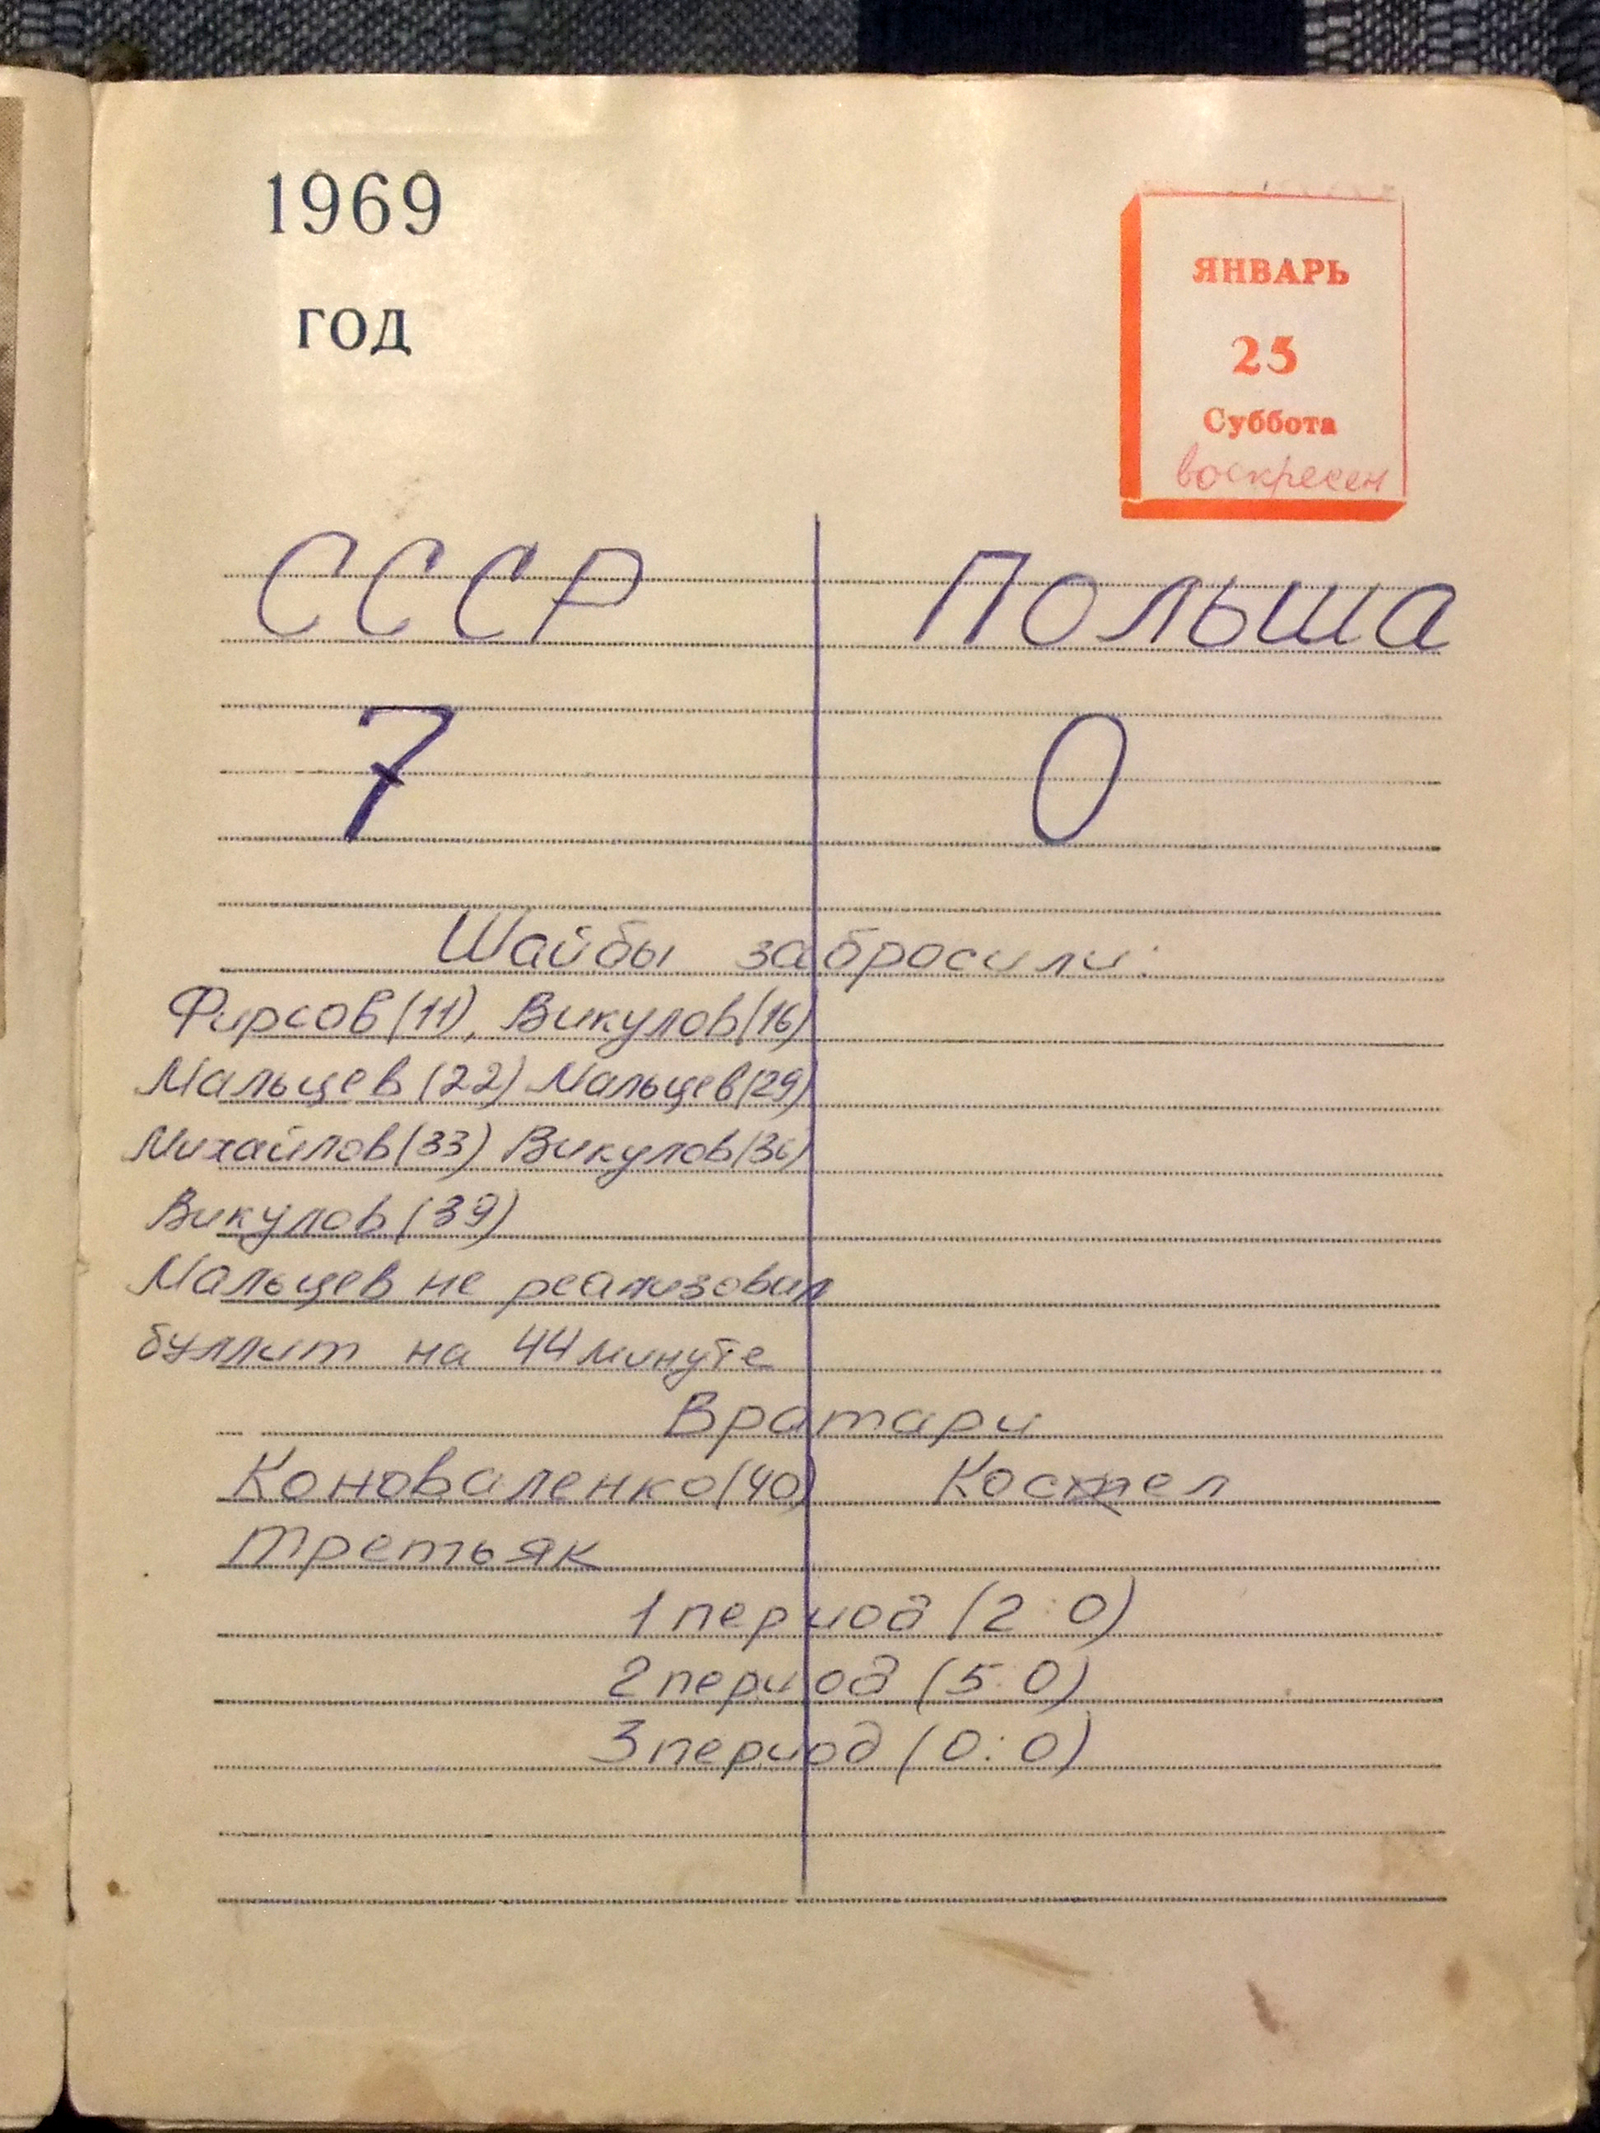 1969
год
ЯНВАРЬ
25
Суббота
воскресен
СССР Польша
7 0
Шайбы забросили:
Фирсов (11), Викулов (16)
Мальцев (22) Мальцев (29)
Михайлов (33) Викулов (36)
Викулов (39)
Мальцев не реализовал
буллит на 44 минуте
Вратари
Коноваленко (40) Костел
Третьяк
1 период (2:0)
2 период (5:0)
3 период (0:0)